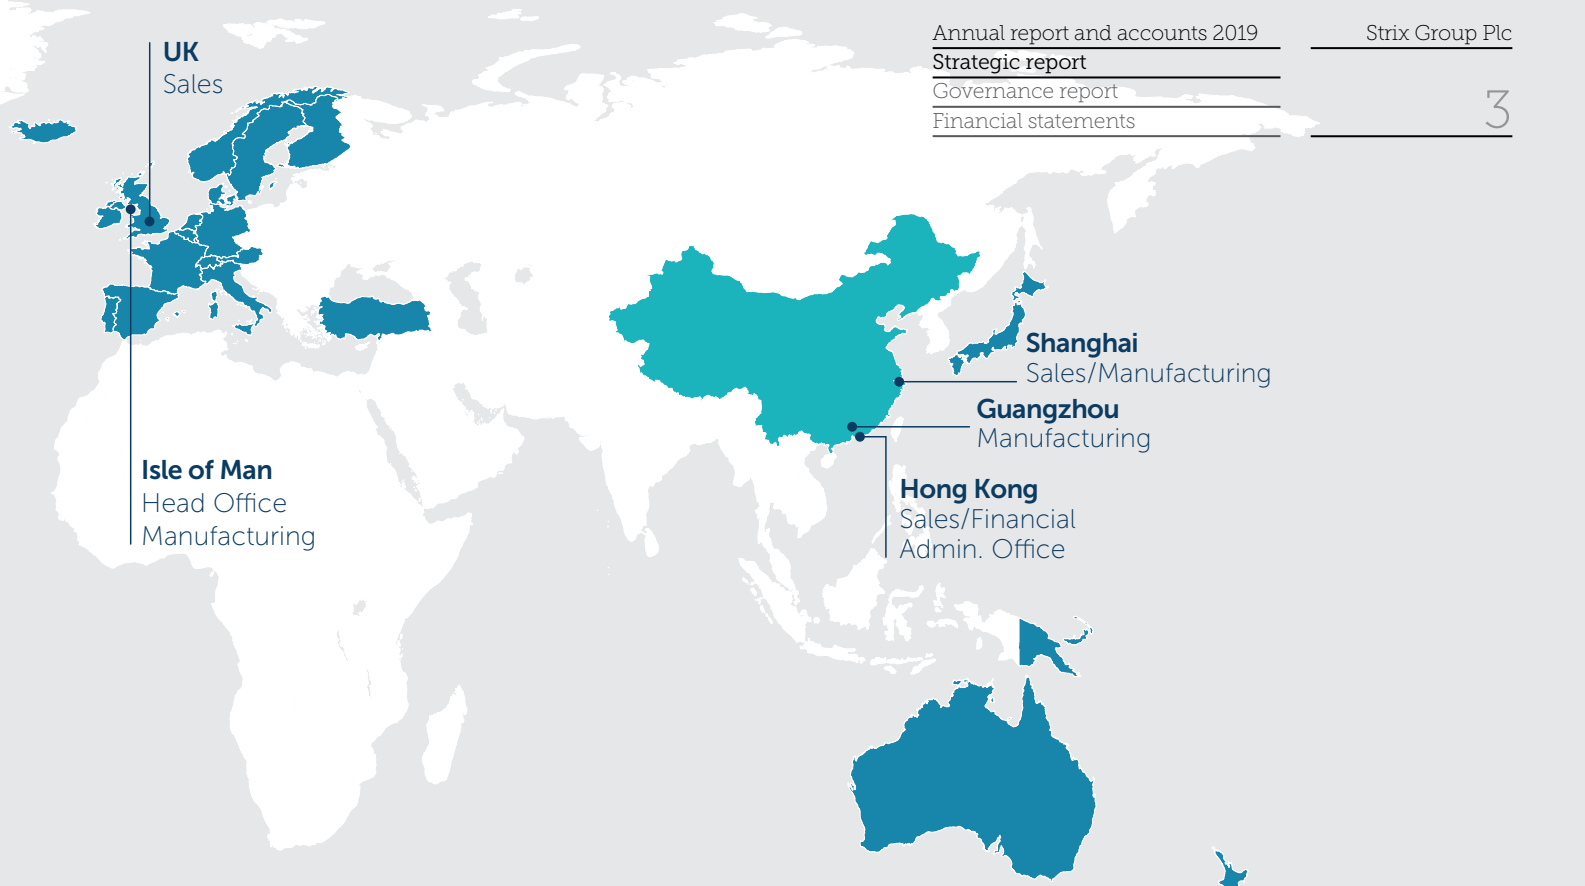 Annual report and accounts 2019
Strix Group Plc
Strategic report
Governance report
Financial statements
3
UK
Sales
Shanghai
Sales/Manufacturing
Guangzhou
Manufacturing
Isle of Man
Head Office
Manufacturing
Hong Kong
Sales/Financial
Admin. Office